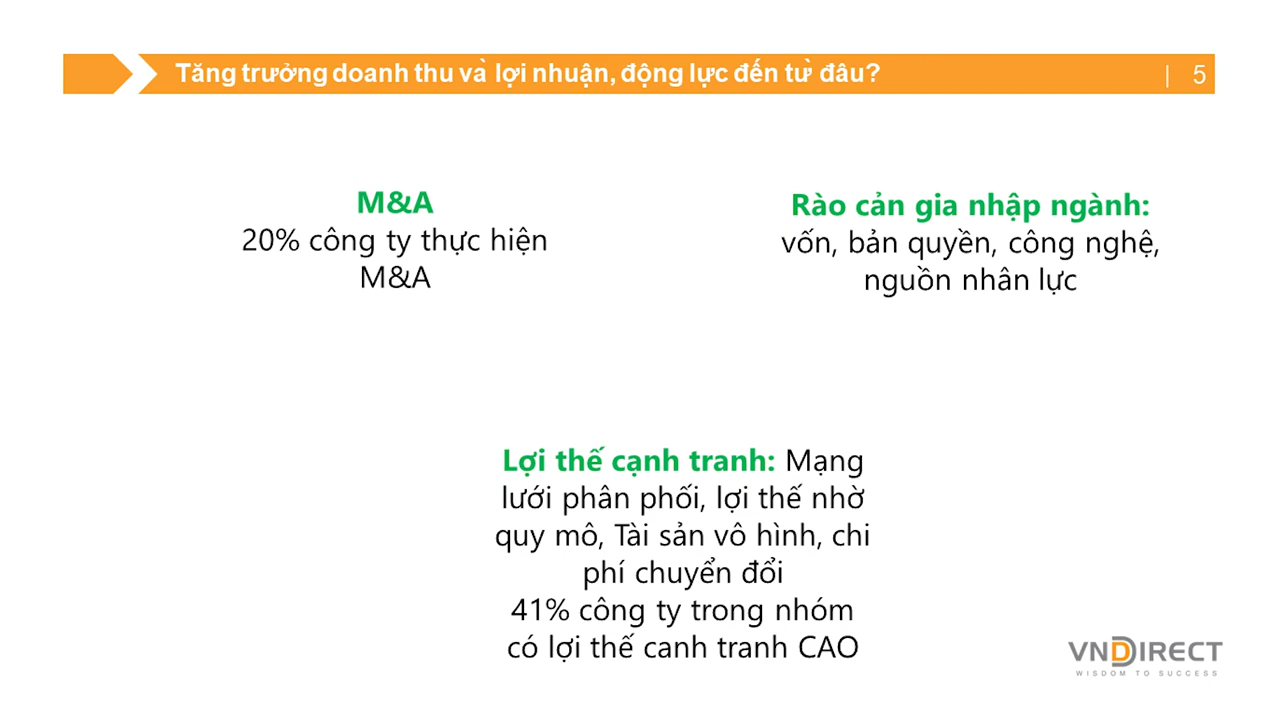 Tăng trưởng doanh thu và lợi nhuận, động lực đến từ đâu?
| 5
M&A
20% công ty thực hiện
M&A
Rào cản gia nhập ngành:
vốn, bản quyền, công nghệ,
nguồn nhân lực
Lợi thế cạnh tranh: Mạng
lưới phân phối, lợi thế nhờ
quy mô, Tài sản vô hình, chi
phí chuyển đổi
41% công ty trong nhóm
có lợi thế canh tranh CAO
VNDIRECT
WISDOM TO SUCCESS